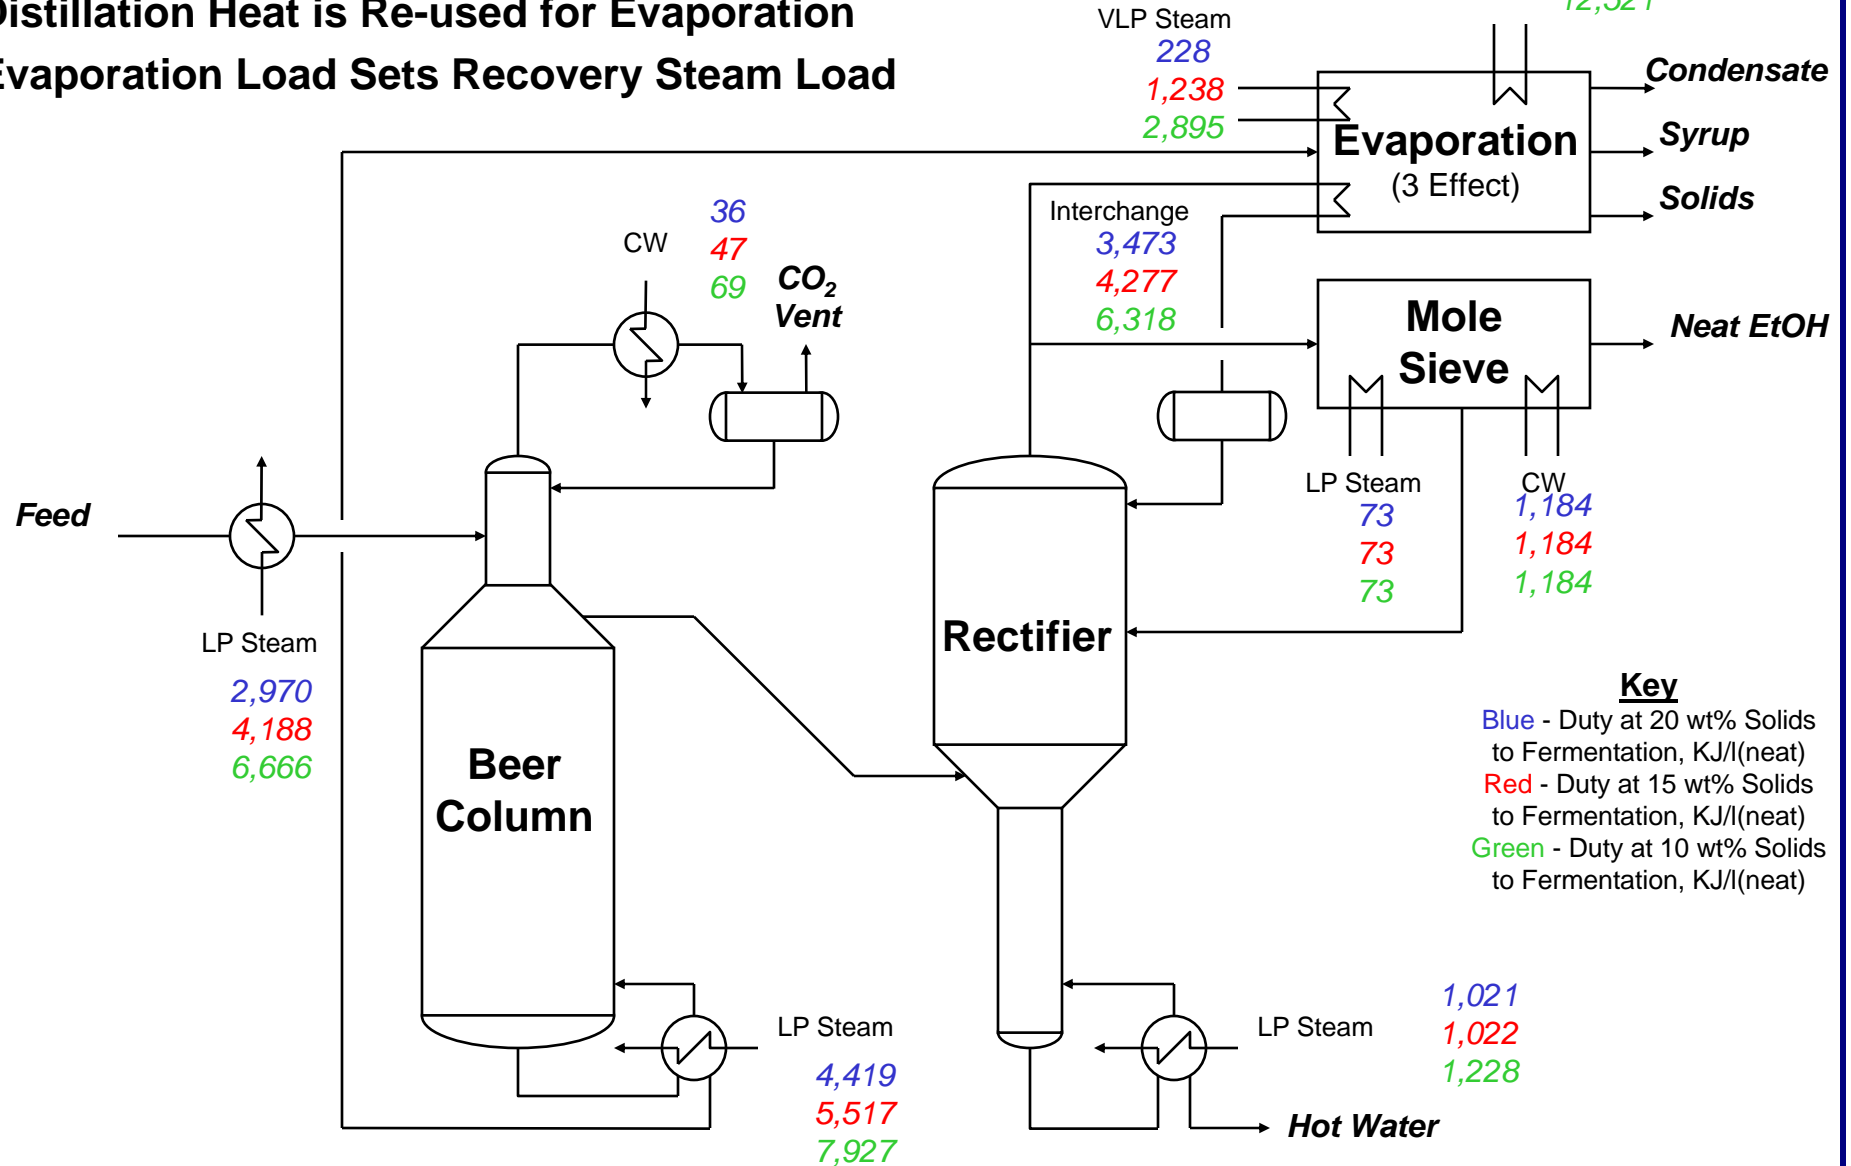 Distillation Heat is Re-used for Evaporation
Evaporation Load Sets Recovery Steam Load
VLP Steam
228
1,238
2,895
Condensate
Evaporation
(3 Effect)
Syrup
Solids
Interchange
3,473
4,277
6,318
CW
36
47
69
CO₂
Vent
Mole
Sieve
Neat EtOH
LP Steam
73
73
73
CW
1,184
1,184
1,184
Feed
LP Steam
2,970
4,188
6,666
Beer
Column
Rectifier
Key
Blue - Duty at 20 wt% Solids
to Fermentation, KJ/l(neat)
Red - Duty at 15 wt% Solids
to Fermentation, KJ/l(neat)
Green - Duty at 10 wt% Solids
to Fermentation, KJ/l(neat)
LP Steam
4,419
5,517
7,927
LP Steam
1,021
1,022
1,228
Hot Water